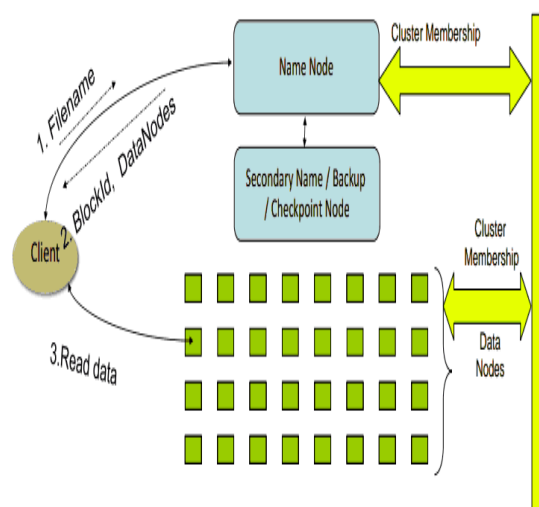 Cluster Membership
Name Node
1. Filename
2. BlockId, DataNodes
Secondary Name / Backup
/ Checkpoint Node
Client
Cluster
Membership
Data
Nodes
3.Read data